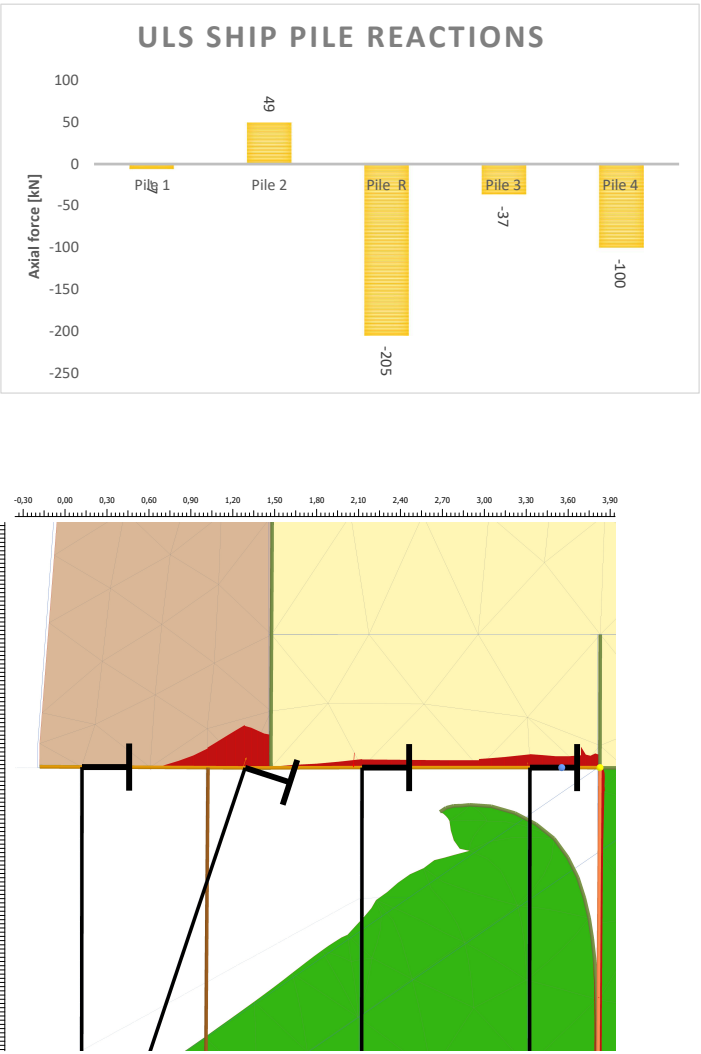 ULS SHIP PILE REACTIONS
100
50
0
-50
-100
-150
-200
-250
Axial force [kN]
49
Pile 1
Pile 2
Pile R
Pile 3
Pile 4
-7
-37
-100
-205
-0,30 0,00 0,30 0,60 0,90 1,20 1,50 1,80 2,10 2,40 2,70 3,00 3,30 3,60 3,90